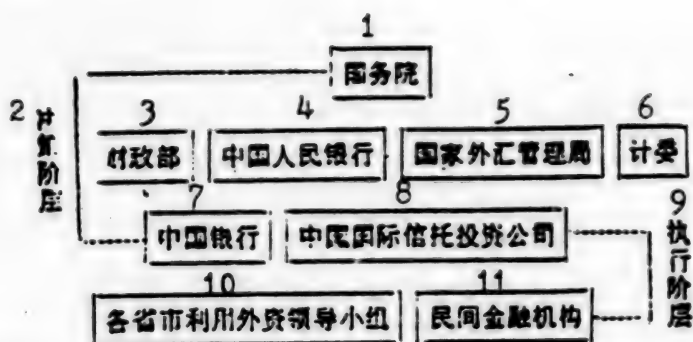 1
国务院
2 决策阶层
3 4 5 6
财政部 中国人民银行 国家外汇管理局 计委
7 8
中国银行 中国国际信托投资公司
9 执行阶层
10 11
各省市利用外资领导小组 民间金融机构